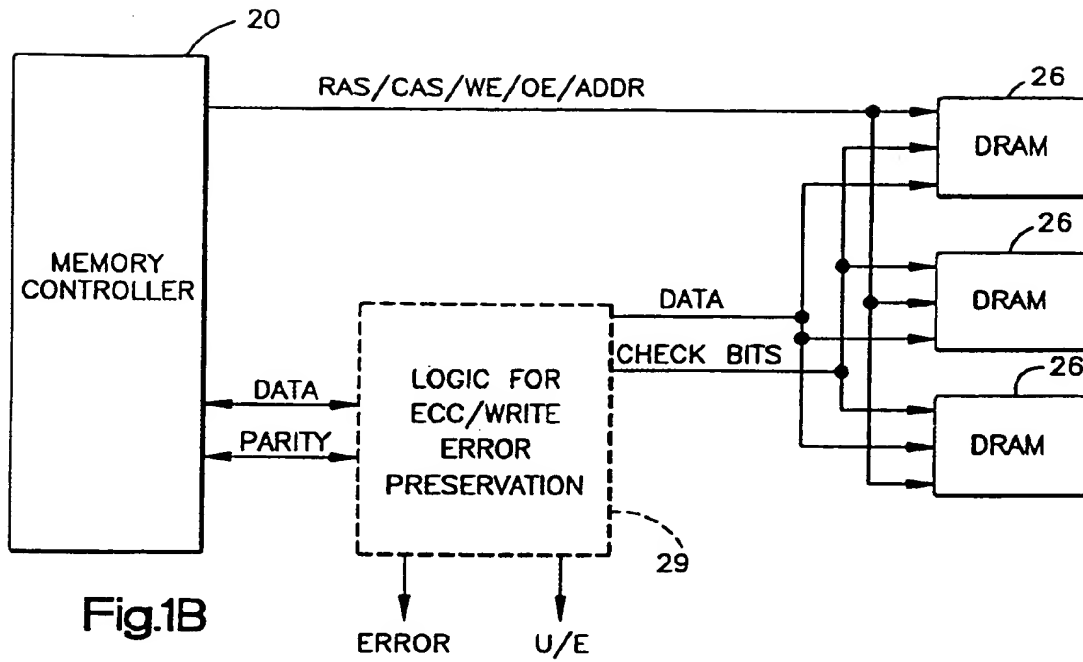 20
RAS/CAS/WE/OE/ADDR
26
DRAM
26
DRAM
MEMORY
CONTROLLER
DATA
CHECK BITS
26
DRAM
DATA
PARITY
LOGIC FOR
ECC/WRITE
ERROR
PRESERVATION
29
Fig.1B
ERROR
U/E